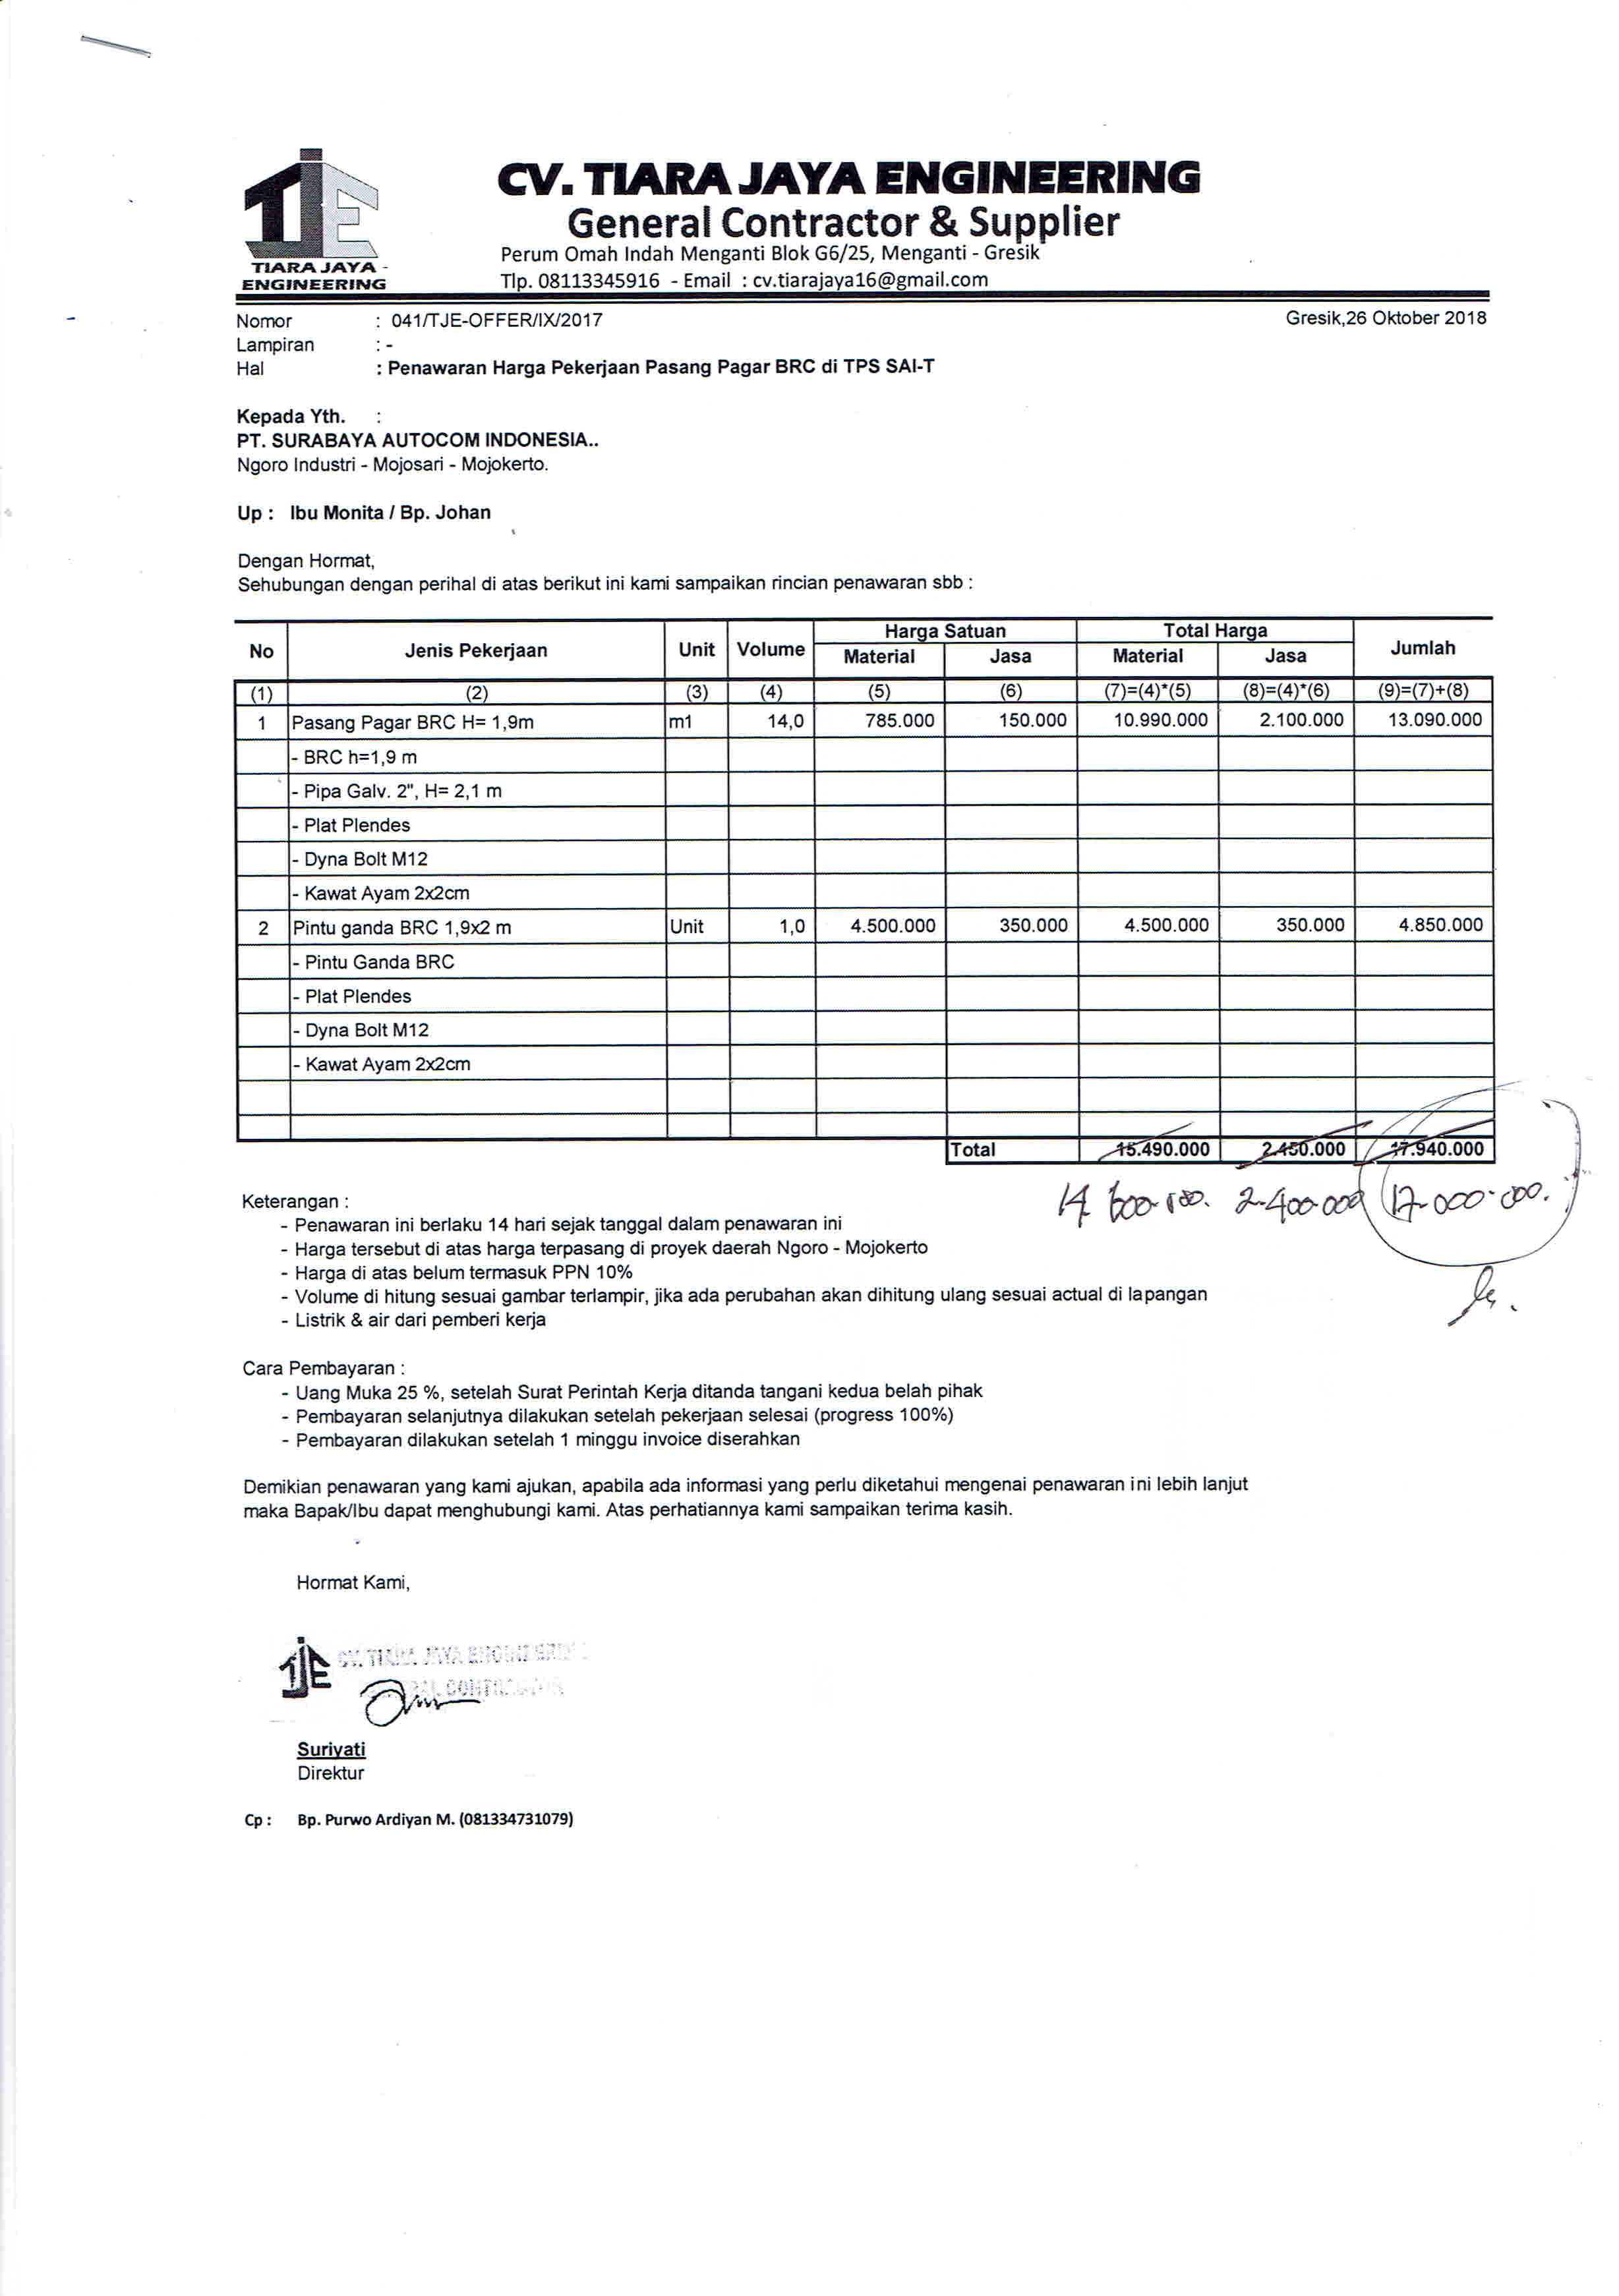 TIARA JAYA -
ENGINEERING
CV. TIARA JAYA ENGINEERING
General Contractor & Supplier
Perum Omah Indah Menganti Blok G6/25, Menganti - Gresik
Tlp. 08113345916 - Email : cv.tiarajaya16@gmail.com
Nomor : 041/TJE-OFFER/IX/2017 Gresik,26 Oktober 2018
Lampiran : -
Hal : Penawaran Harga Pekerjaan Pasang Pagar BRC di TPS SAI-T
Kepada Yth. :
PT. SURABAYA AUTOCOM INDONESIA..
Ngoro Industri - Mojosari - Mojokerto.
Up : Ibu Monita / Bp. Johan
Dengan Hormat,
Sehubungan dengan perihal di atas berikut ini kami sampaikan rincian penawaran sbb :
No Jenis Pekerjaan Unit Volume Harga Satuan Total Harga Jumlah
Material Jasa Material Jasa
(1) (2) (3) (4) (5) (6) (7)=(4)*(5) (8)=(4)*(6) (9)=(7)+(8)
1 Pasang Pagar BRC H= 1,9m m1 14,0 785.000 150.000 10.990.000 2.100.000 13.090.000
- BRC h=1,9 m
- Pipa Galv. 2", H= 2,1 m
- Plat Plendes
- Dyna Bolt M12
- Kawat Ayam 2x2cm
2 Pintu ganda BRC 1,9x2 m Unit 1,0 4.500.000 350.000 4.500.000 350.000 4.850.000
- Pintu Ganda BRC
- Plat Plendes
- Dyna Bolt M12
- Kawat Ayam 2x2cm
Total 15.490.000 2.450.000 17.940.000
14.600.000. 2.400.000 17.000.000.
Keterangan :
- Penawaran ini berlaku 14 hari sejak tanggal dalam penawaran ini
- Harga tersebut di atas harga terpasang di proyek daerah Ngoro - Mojokerto
- Harga di atas belum termasuk PPN 10%
- Volume di hitung sesuai gambar terlampir, jika ada perubahan akan dihitung ulang sesuai actual di lapangan
- Listrik & air dari pemberi kerja
Cara Pembayaran :
- Uang Muka 25 %, setelah Surat Perintah Kerja ditanda tangani kedua belah pihak
- Pembayaran selanjutnya dilakukan setelah pekerjaan selesai (progress 100%)
- Pembayaran dilakukan setelah 1 minggu invoice diserahkan
Demikian penawaran yang kami ajukan, apabila ada informasi yang perlu diketahui mengenai penawaran ini lebih lanjut
maka Bapak/Ibu dapat menghubungi kami. Atas perhatiannya kami sampaikan terima kasih.
Hormat Kami,
CV. TIARA JAYA ENGINEERING
CONTRACTOR
Suriyati
Direktur
Cp : Bp. Purwo Ardiyan M. (081334731079)